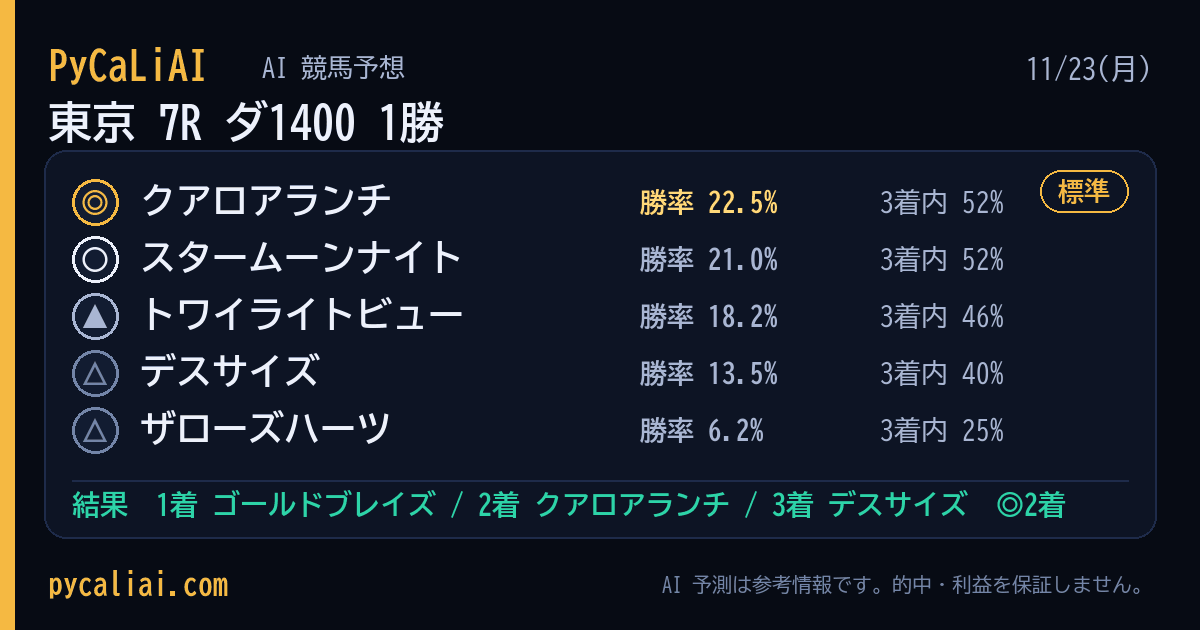 PyCaLiAI AI 競馬予想 11/23(月)
東京 7R ダ1400 1勝
◎ クアロアランチ 勝率 22.5% 3着内 52% 標準
○ スタームーンナイト 勝率 21.0% 3着内 52%
▲ トワイライトビュー 勝率 18.2% 3着内 46%
△ デスサイズ 勝率 13.5% 3着内 40%
△ ザローズハーツ 勝率 6.2% 3着内 25%
結果 1着 ゴールドブレイズ / 2着 クアロアランチ / 3着 デスサイズ ◎2着
pycaliai.com AI 予測は参考情報です。的中・利益を保証しません。